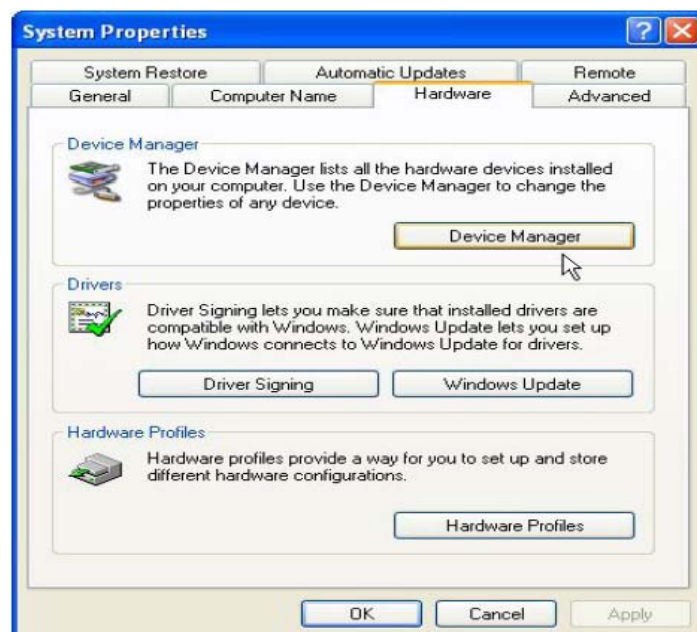 System Properties
System Restore Automatic Updates Remote
General Computer Name Hardware Advanced
Device Manager
The Device Manager lists all the hardware devices installed
on your computer. Use the Device Manager to change the
properties of any device.
Device Manager
Drivers
Driver Signing lets you make sure that installed drivers are
compatible with Windows. Windows Update lets you set up
how Windows connects to Windows Update for drivers.
Driver Signing Windows Update
Hardware Profiles
Hardware profiles provide a way for you to set up and store
different hardware configurations.
Hardware Profiles
OK Cancel Apply